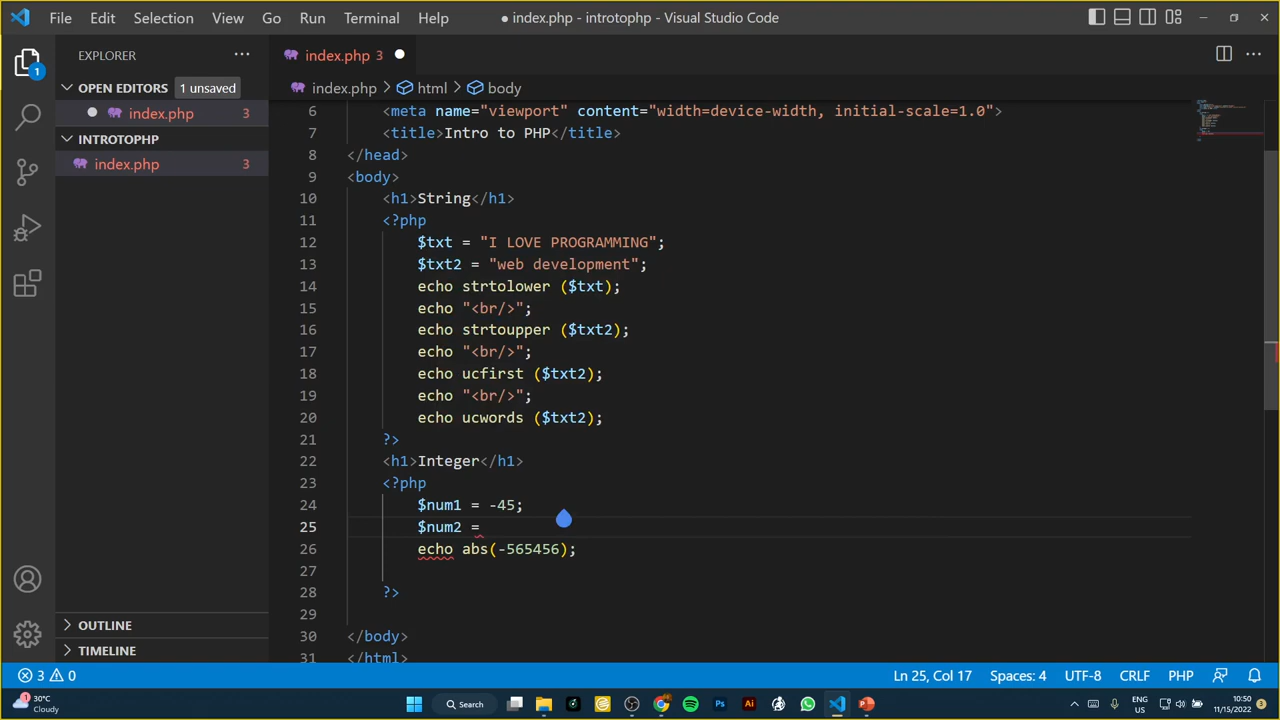 File Edit Selection View Go Run Terminal Help
● index.php - introtophp - Visual Studio Code
EXPLORER
OPEN EDITORS 1 unsaved
index.php 3
INTROTOPHP
index.php 3
OUTLINE
TIMELINE
1
index.php 3
index.php > html > body
6 <meta name="viewport" content="width=device-width, initial-scale=1.0">
7 <title>Intro to PHP</title>
8 </head>
9 <body>
10 <h1>String</h1>
11 <?php
12 $txt = "I LOVE PROGRAMMING";
13 $txt2 = "web development";
14 echo strtolower ($txt);
15 echo "<br/>";
16 echo strtoupper ($txt2);
17 echo "<br/>";
18 echo ucfirst ($txt2);
19 echo "<br/>";
20 echo ucwords ($txt2);
21 ?>
22 <h1>Integer</h1>
23 <?php
24 $num1 = -45;
25 $num2 =
26 echo abs(-565456);
27
28 ?>
29
30 </body>
31 </html>
3 0
Ln 25, Col 17 Spaces: 4 UTF-8 CRLF PHP
1
30°C
Cloudy
Search
Ps
Ai
ENG
US
10:50
11/15/2022